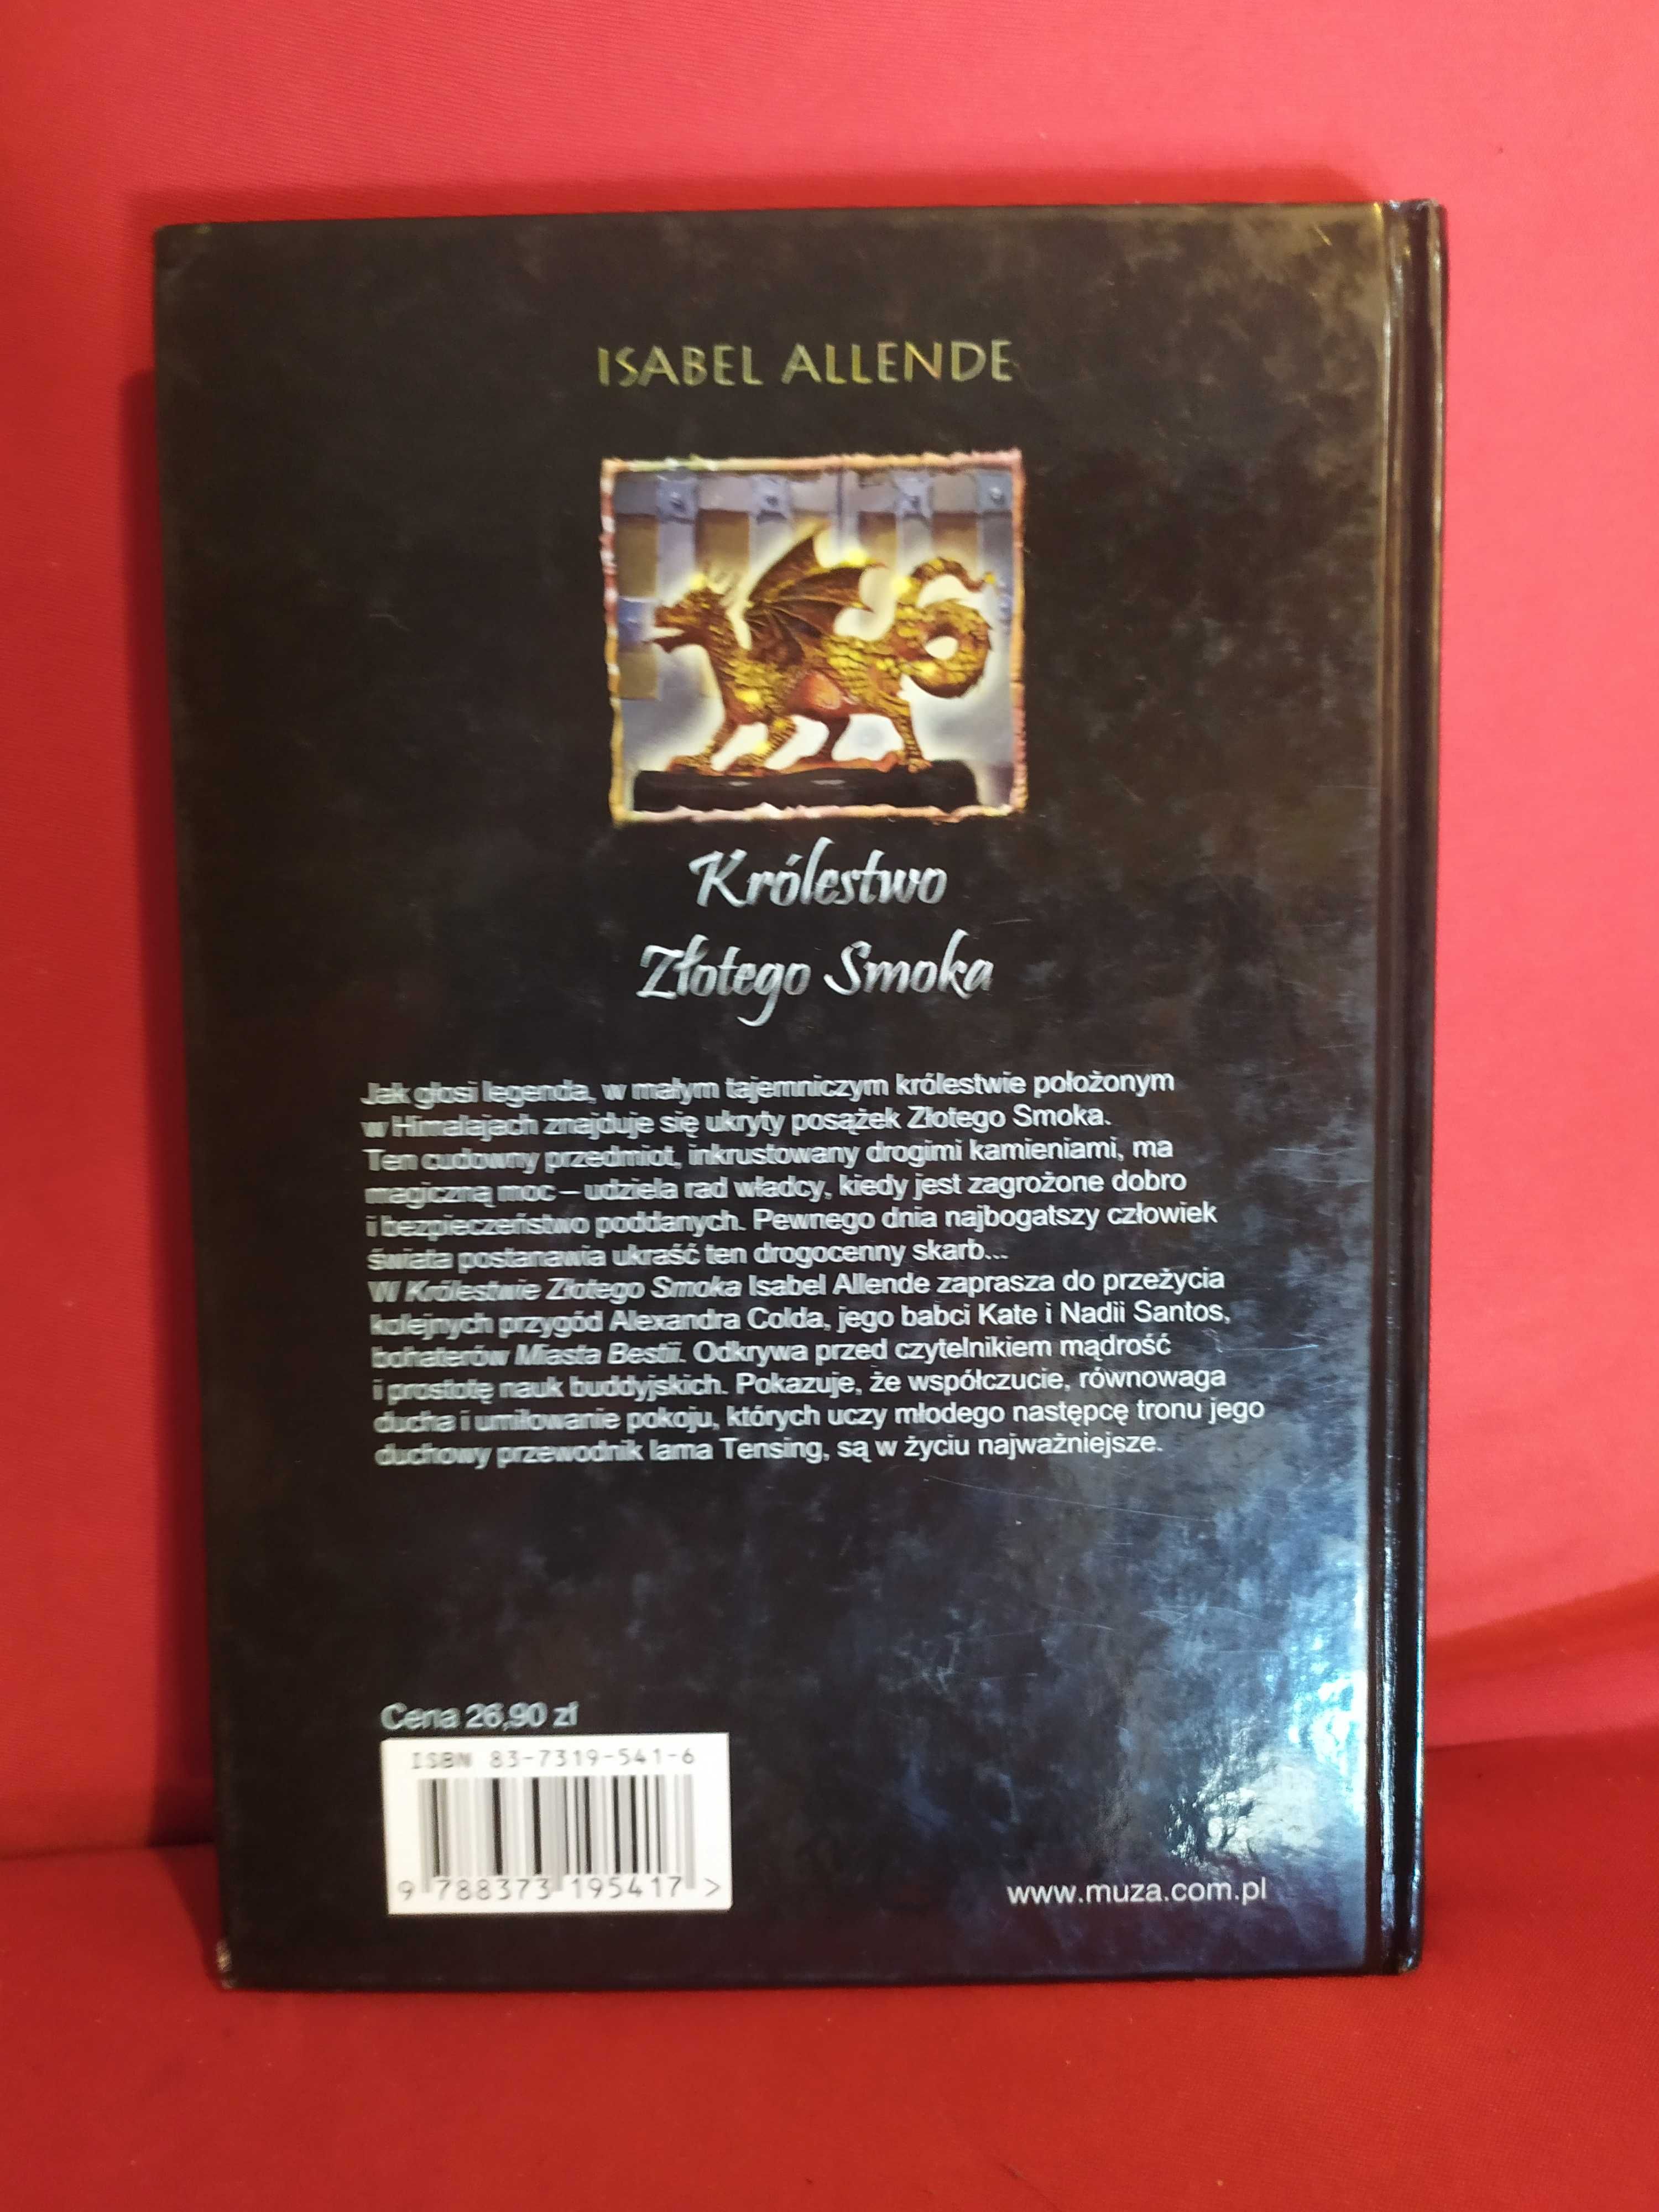 ISABEL ALLENDE
Królestwo
Złotego Smoka
Jak głosi legenda, w małym tajemniczym królestwie położonym
w Himalajach znajduje się ukryty posążek Złotego Smoka.
Ten cudowny przedmiot, inkrustowany drogimi kamieniami, ma
magiczną moc – udziela rad władcy, kiedy jest zagrożone dobro
i bezpieczeństwo poddanych. Pewnego dnia najbogatszy człowiek
świata postanawia ukraść ten drogocenny skarb...
W Królestwie Złotego Smoka Isabel Allende zaprasza do przeżycia
kolejnych przygód Alexandra Colda, jego babci Kate i Nadii Santos,
bohaterów Miasta Bestii. Odkrywa przed czytelnikiem mądrość
i prostotę nauk buddyjskich. Pokazuje, że współczucie, równowaga
ducha i umiłowanie pokoju, których uczy młodego następcę tronu jego
duchowy przewodnik lama Tensing, są w życiu najważniejsze.
Cena 26,90 zł
ISBN 83-7319-541-6
9 788373 195417 >
www.muza.com.pl